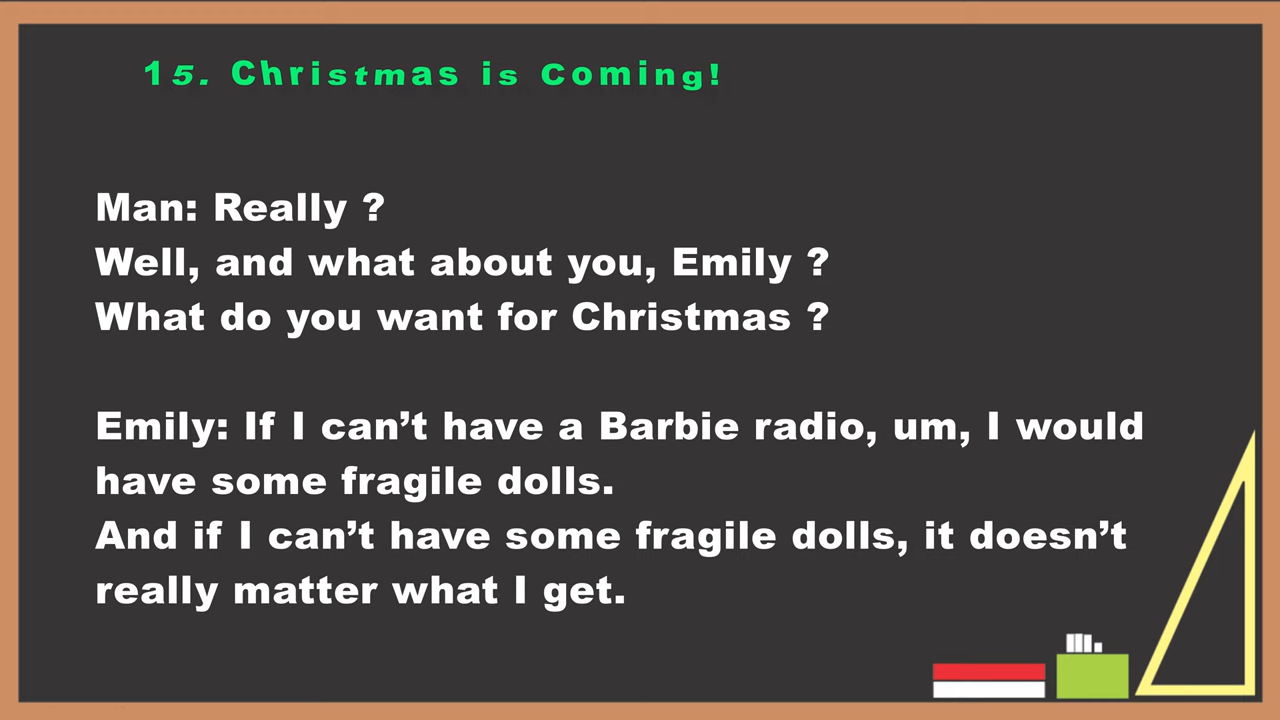 15. Christmas is Coming!
Man: Really ?
Well, and what about you, Emily ?
What do you want for Christmas ?
Emily: If I can’t have a Barbie radio, um, I would
have some fragile dolls.
And if I can’t have some fragile dolls, it doesn’t
really matter what I get.